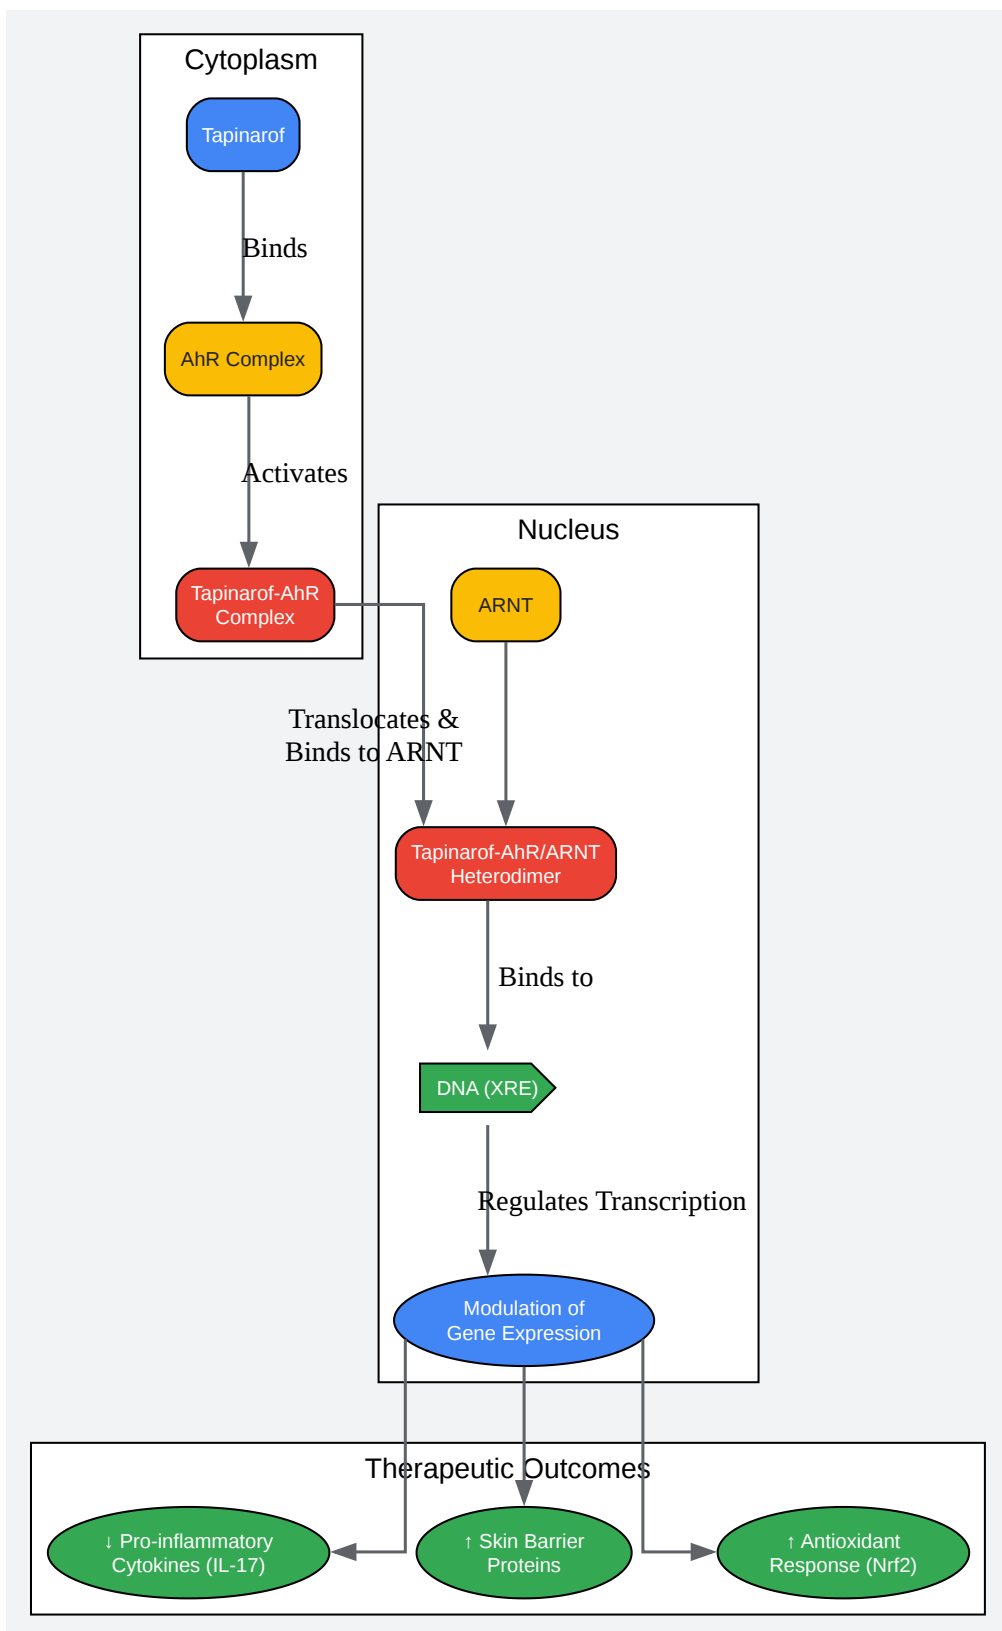 Cytoplasm
Tapinarof
Binds
AhR Complex
Activates
Tapinarof-AhR
Complex
Nucleus
ARNT
Translocates &
Binds to ARNT
Tapinarof-AhR/ARNT
Heterodimer
Binds to
DNA (XRE)
Regulates Transcription
Modulation of
Gene Expression
Therapeutic Outcomes
↓ Pro-inflammatory
Cytokines (IL-17)
↑ Skin Barrier
Proteins
↑ Antioxidant
Response (Nrf2)